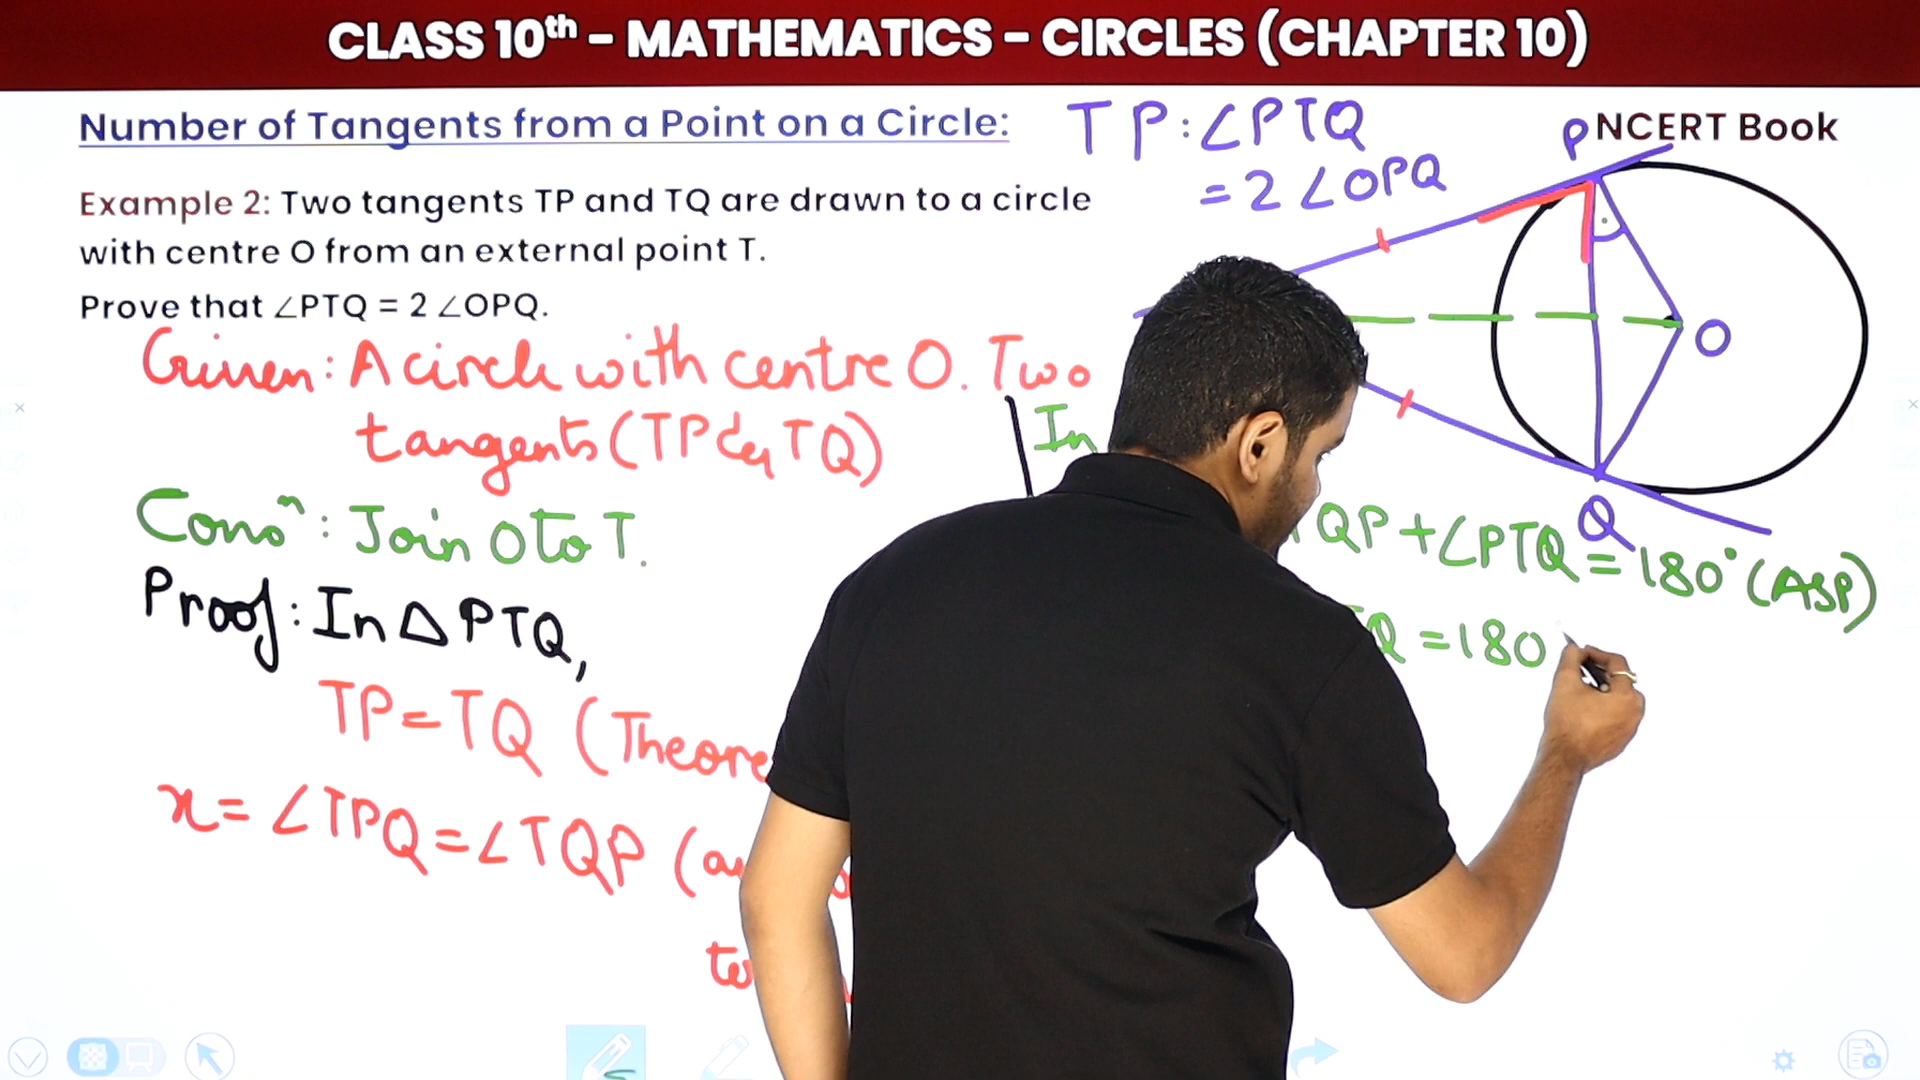 CLASS 10th - MATHEMATICS - CIRCLES (CHAPTER 10)
Number of Tangents from a Point on a Circle:
NCERT Book
TP: ∠PTQ
= 2 ∠OPQ
Example 2: Two tangents TP and TQ are drawn to a circle
with centre O from an external point T.
Prove that ∠PTQ = 2 ∠OPQ.
P
O
Q
Given: A circle with centre O. Two
tangents (TP & TQ)
Consⁿ: Join O to T.
Proof: In △ PTQ,
TP = TQ
x = ∠TPQ = ∠TQP
In
QP + ∠PTQ = 180° (ASP)
Q = 180